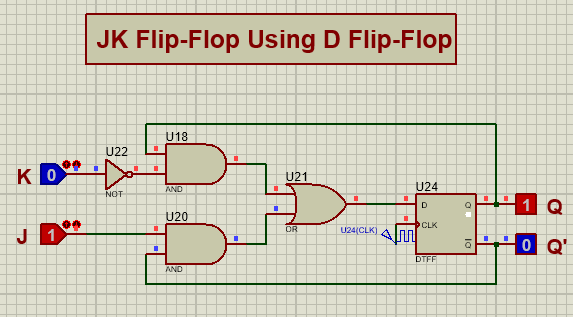 JK Flip-Flop Using D Flip-Flop
U18
AND
U22
K 0
NOT
U21
OR
U24
D Q
CLK
Q
DTFF
U24(CLK)
1 Q
0 Q'
J 1
U20
AND